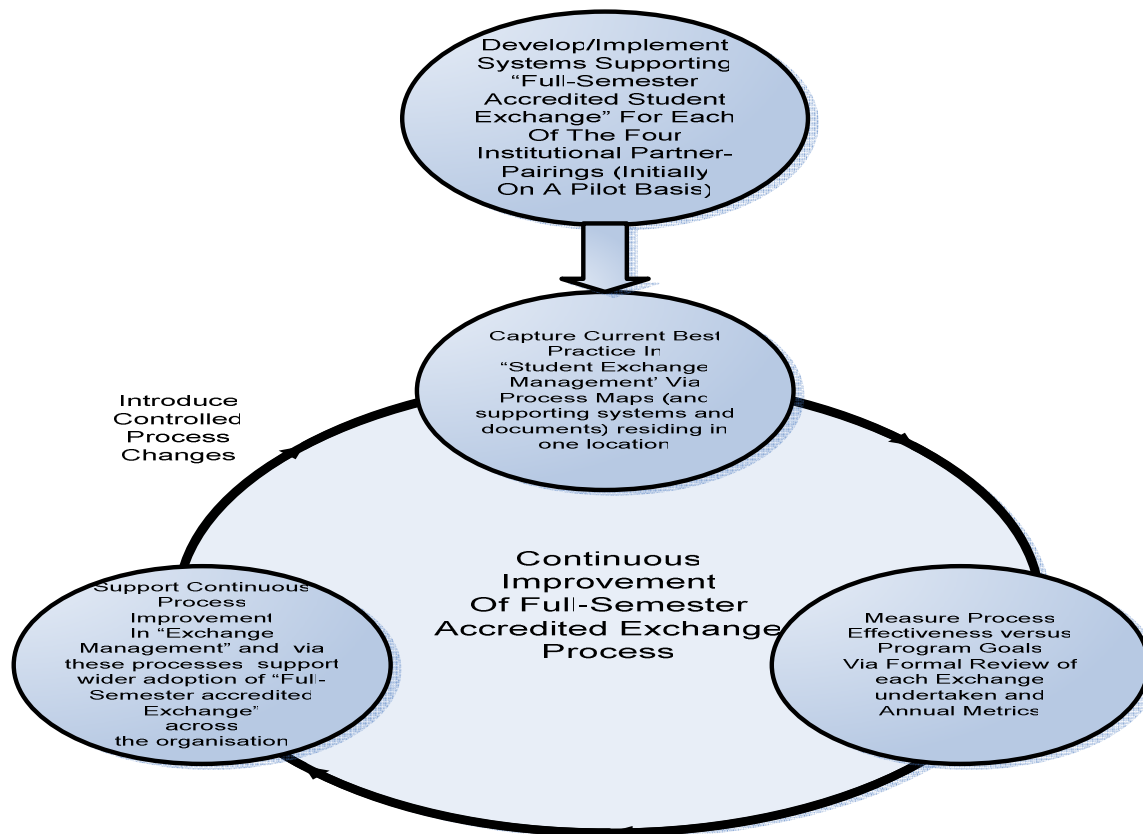 Develop/Implement
Systems Supporting
“Full-Semester
Accredited Student
Exchange” For Each
Of The Four
Institutional Partner-
Pairings (Initially
On A Pilot Basis)
Capture Current Best
Practice In
“Student Exchange
Management’ Via
Process Maps (and
supporting systems and
documents) residing in
one location
Introduce
Controlled
Process
Changes
Continuous
Improvement
Of Full-Semester
Accredited Exchange
Process
Support Continuous
Process
Improvement
In “Exchange
Management” and via
these processes support
wider adoption of “Full-
Semester accredited
Exchange”
across
the organisation
Measure Process
Effectiveness versus
Program Goals
Via Formal Review of
each Exchange
undertaken and
Annual Metrics